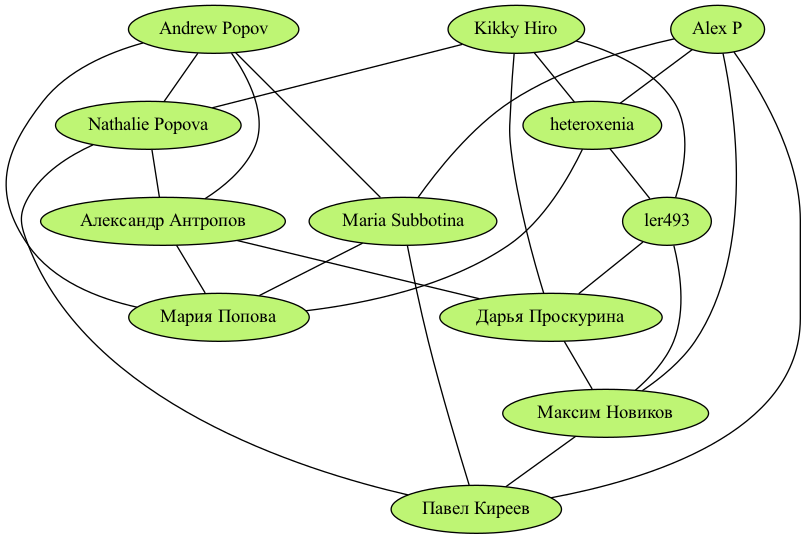 Andrew Popov
Kikky Hiro
Alex P
Nathalie Popova
heteroxenia
Александр Антропов
Maria Subbotina
ler493
Мария Попова
Дарья Проскурина
Максим Новиков
Павел Киреев